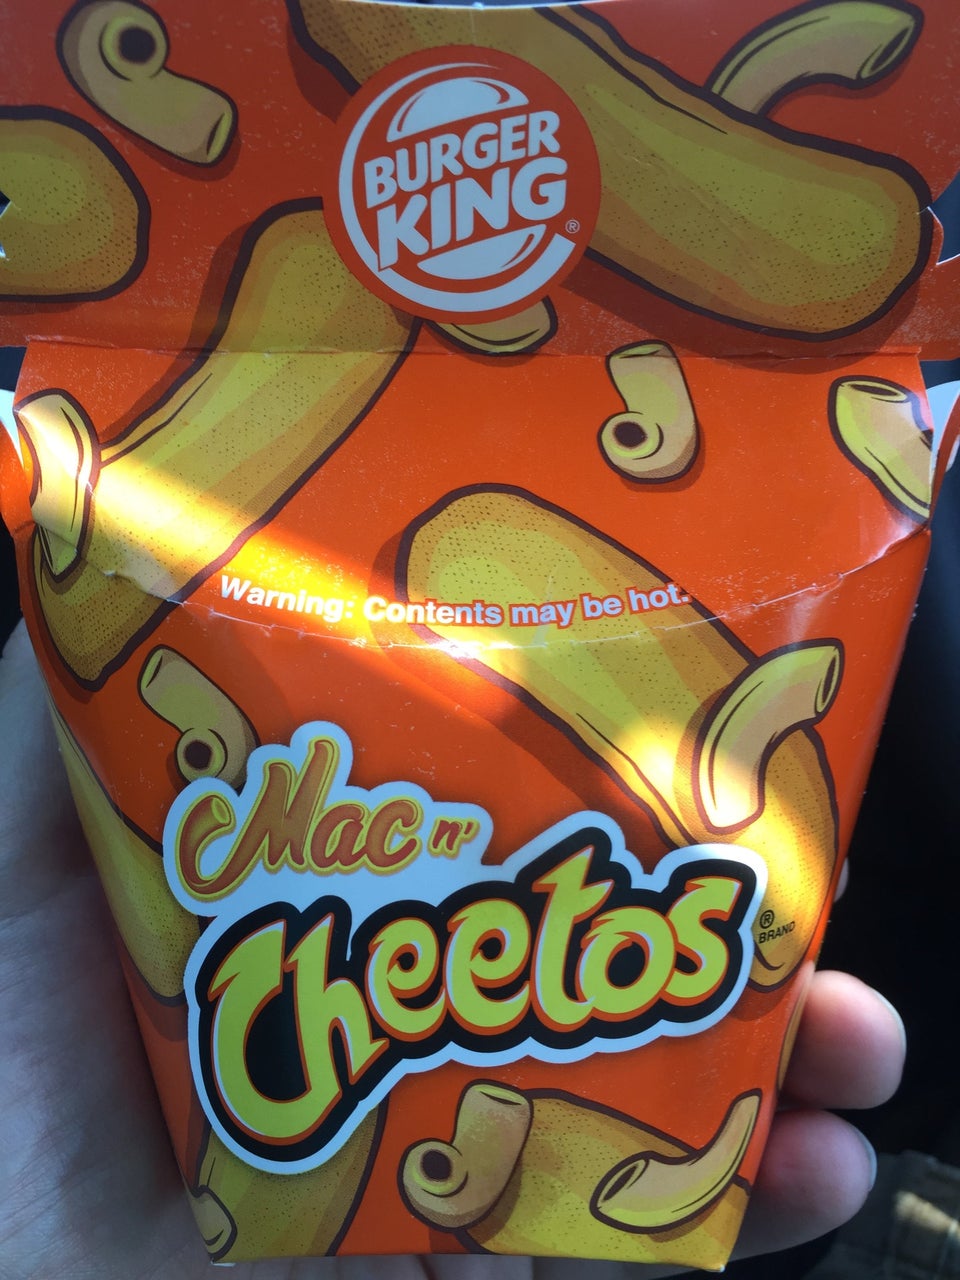 BURGER
KING®
Warning: Contents may be hot.
Mac n'
Cheetos
®
BRAND